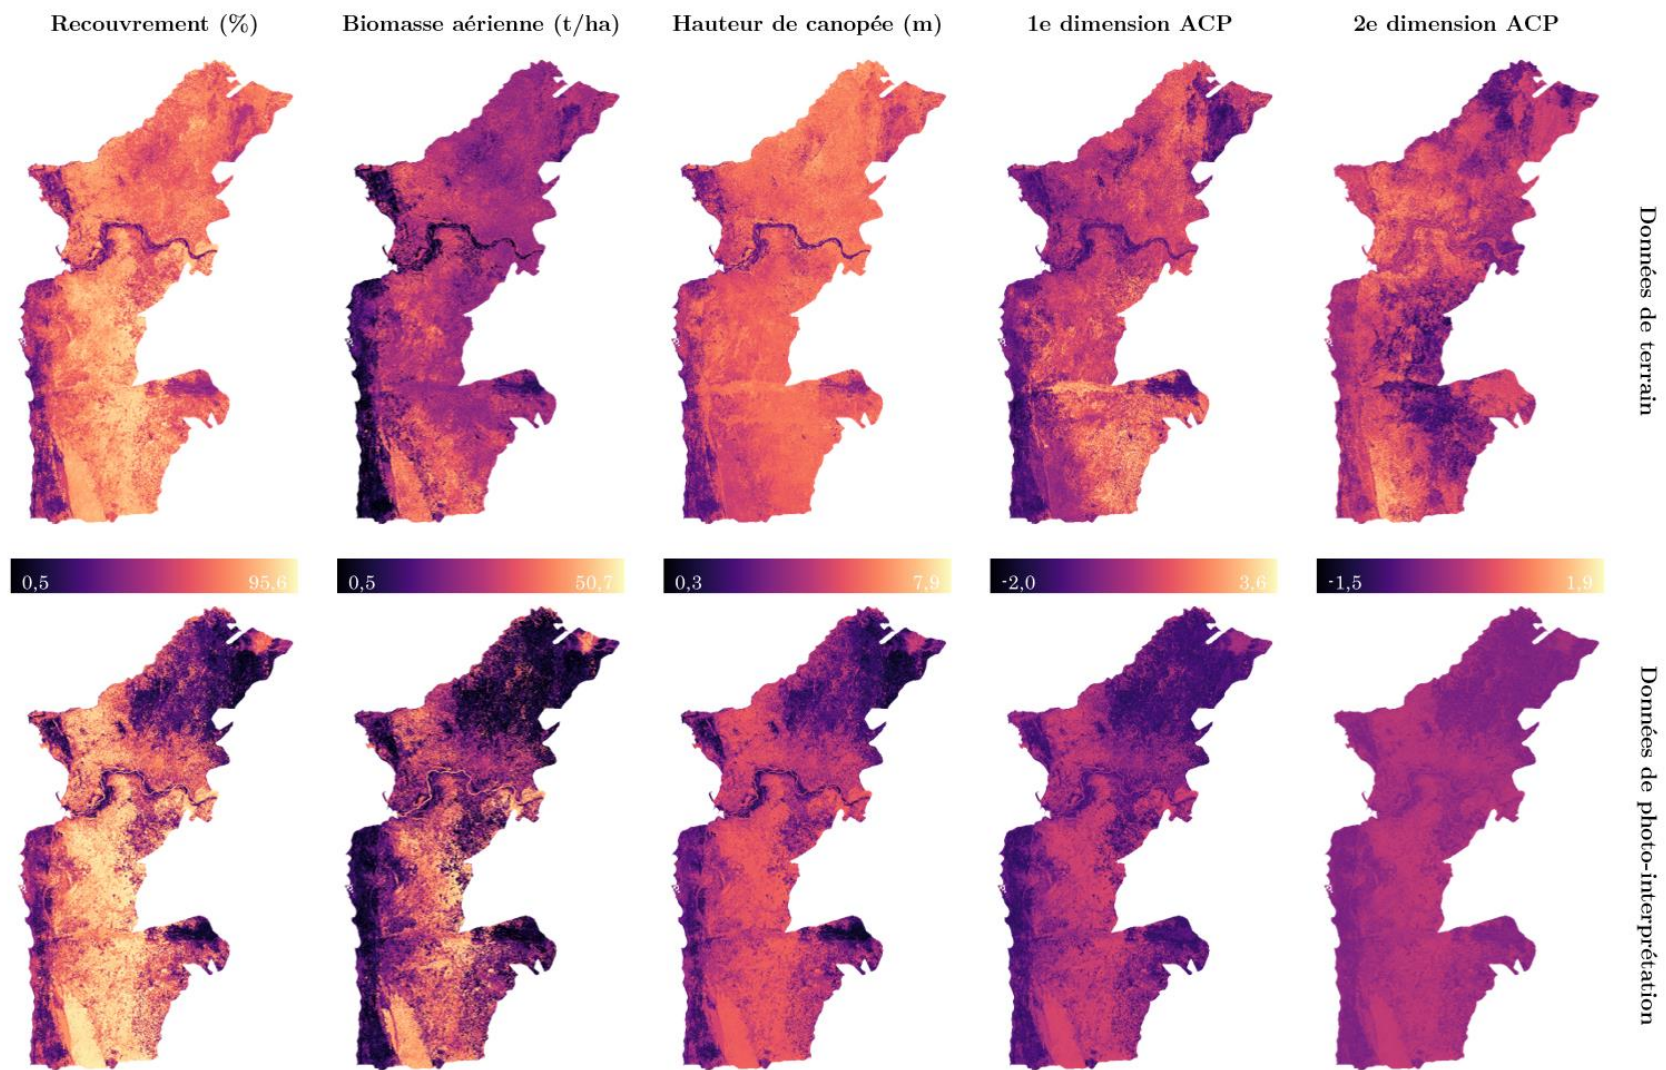 Recouvrement (%)
Biomasse aérienne (t/ha)
Hauteur de canopée (m)
1e dimension ACP
2e dimension ACP
Données de terrain
0,5
95,6
0,5
50,7
0,3
7,9
-2,0
3,6
-1,5
1,9
Données de photo-interprétation